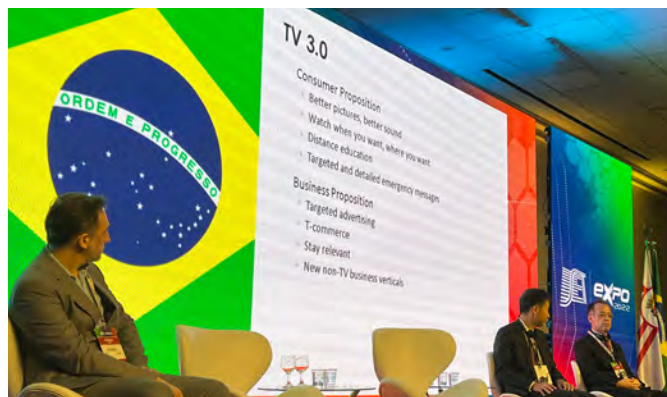 ORDEM E PROGRESSO
TV 3.0
Consumer Proposition
Better pictures, better sound
Watch when you want, where you want
Distance education
Targeted and detailed emergency messages
Business Proposition
Targeted advertising
T-commerce
Stay relevant
New non-TV business verticals
SET
eXPO
2022